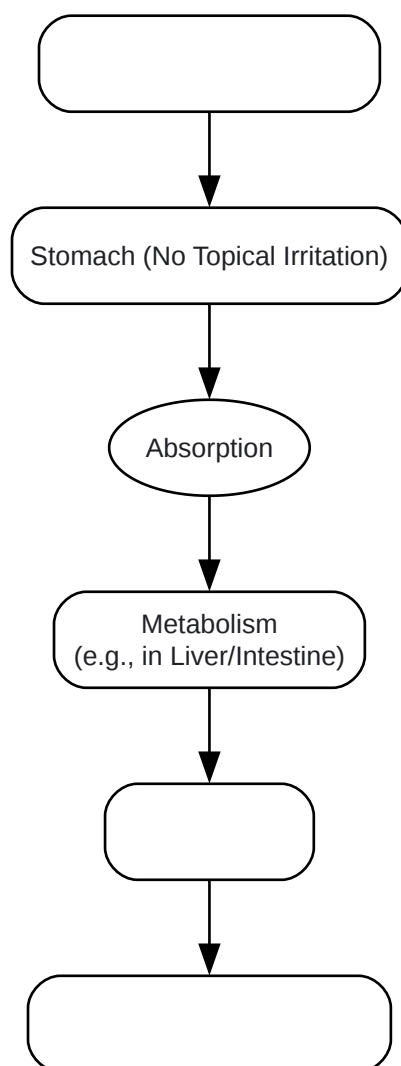 Stomach (No Topical Irritation)
Absorption
Metabolism
(e.g., in Liver/Intestine)